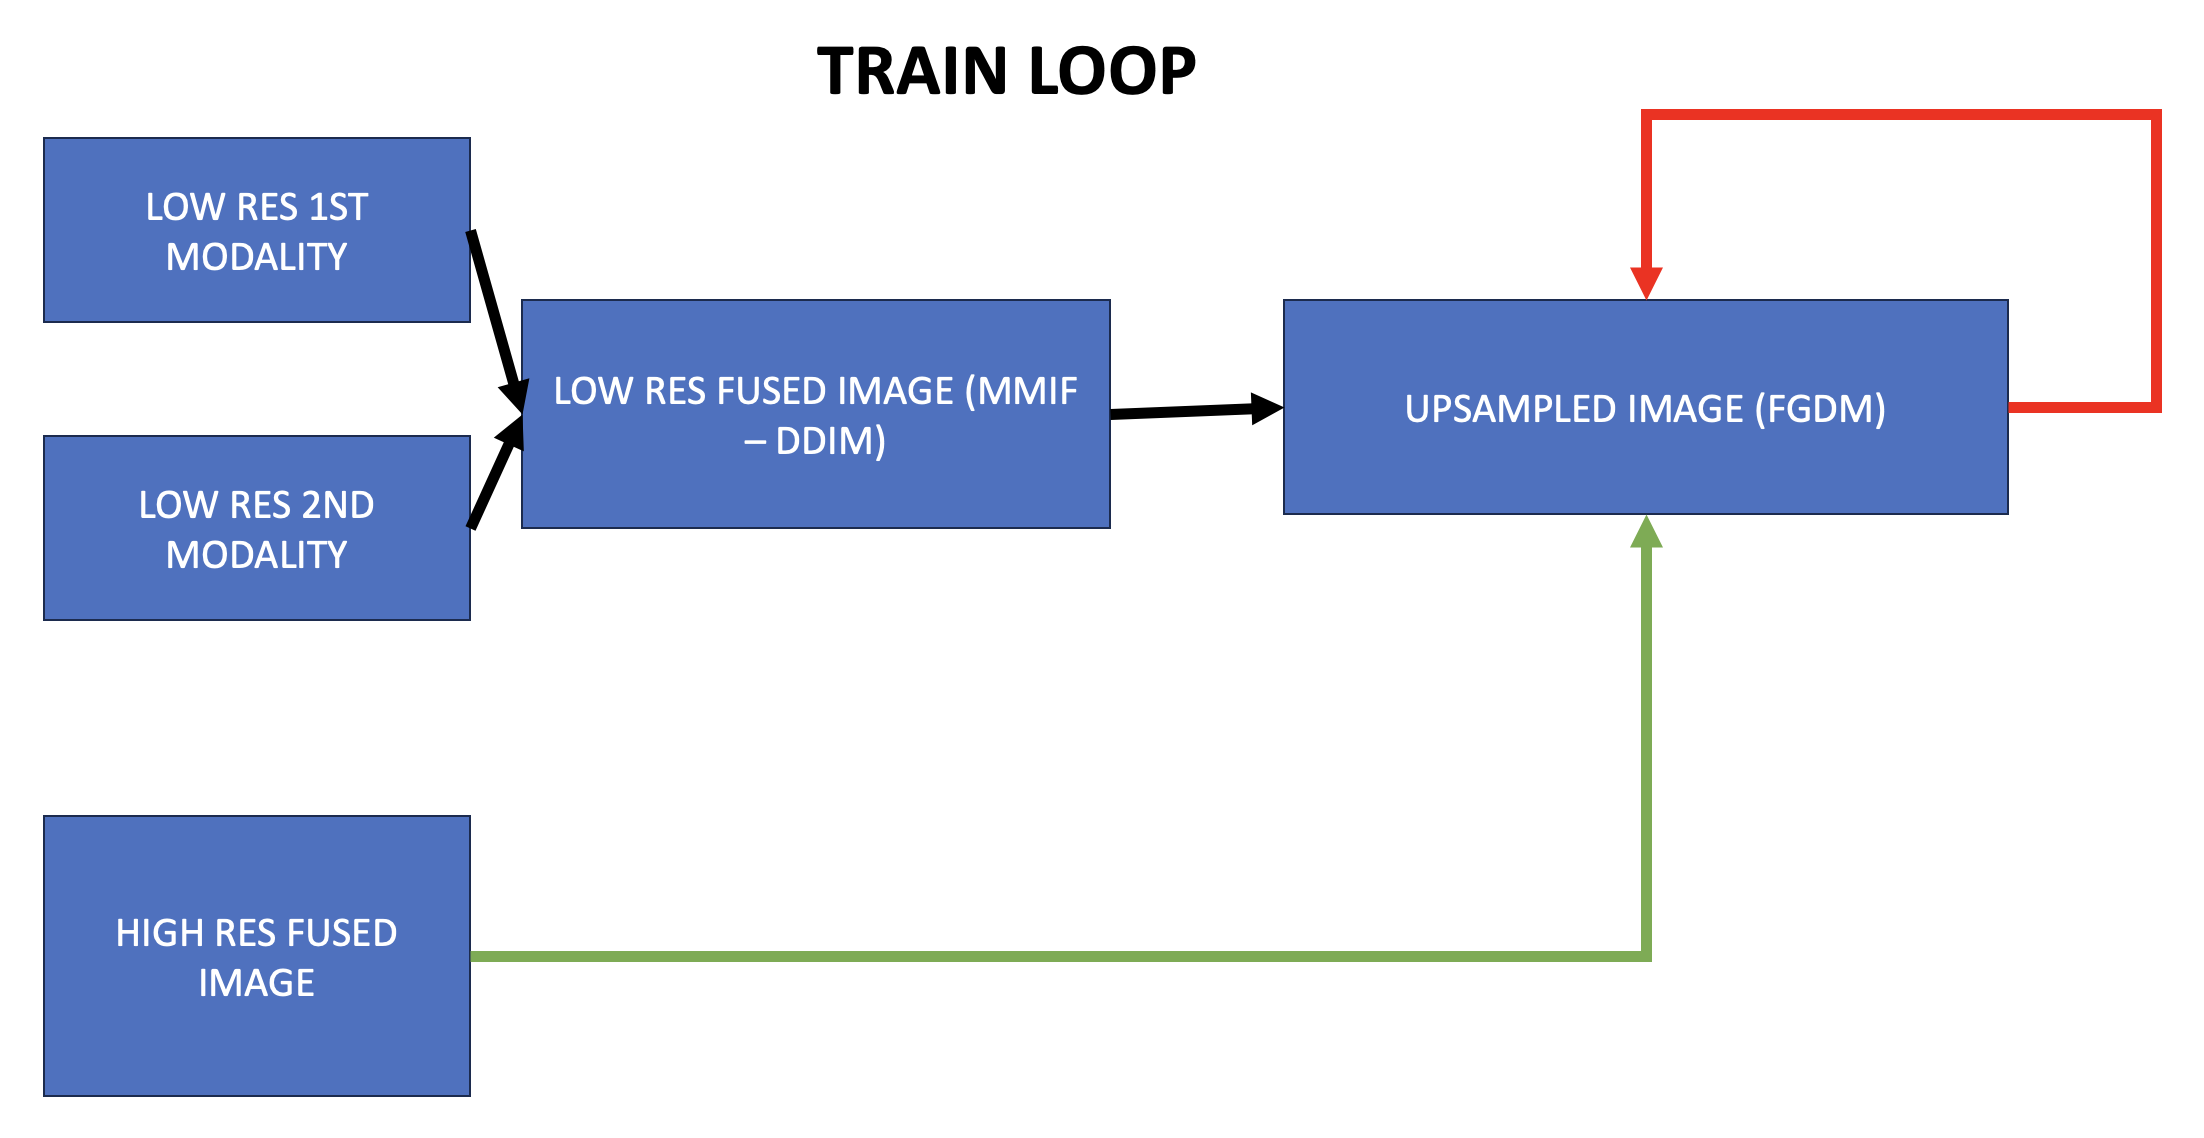 TRAIN LOOP
LOW RES 1ST
MODALITY
LOW RES FUSED IMAGE (MMIF
– DDIM)
UPSAMPLED IMAGE (FGDM)
LOW RES 2ND
MODALITY
HIGH RES FUSED
IMAGE